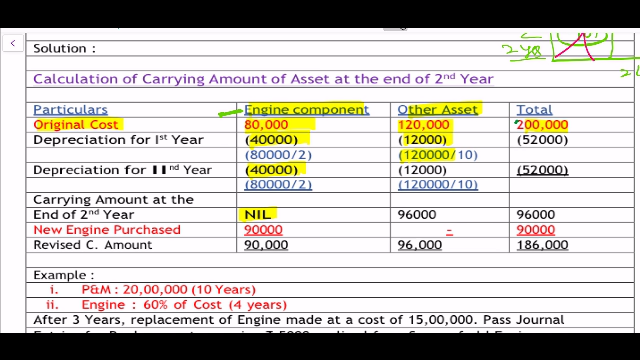 Solution :
Calculation of Carrying Amount of Asset at the end of 2nd Year
Particulars Engine component Other Asset Total
Original Cost 80,000 120,000 200,000
Depreciation for Ist Year (40000) (12000) (52000)
(80000/2) (120000/10)
Depreciation for IInd Year (40000) (12000) (52000)
(80000/2) (120000/10)
Carrying Amount at the
End of 2nd Year NIL 96000 96000
New Engine Purchased 90000 - 90000
Revised C. Amount 90,000 96,000 186,000
Example :
i. P&M : 20,00,000 (10 Years)
ii. Engine : 60% of Cost (4 years)
After 3 Years, replacement of Engine made at a cost of 15,00,000. Pass Journal